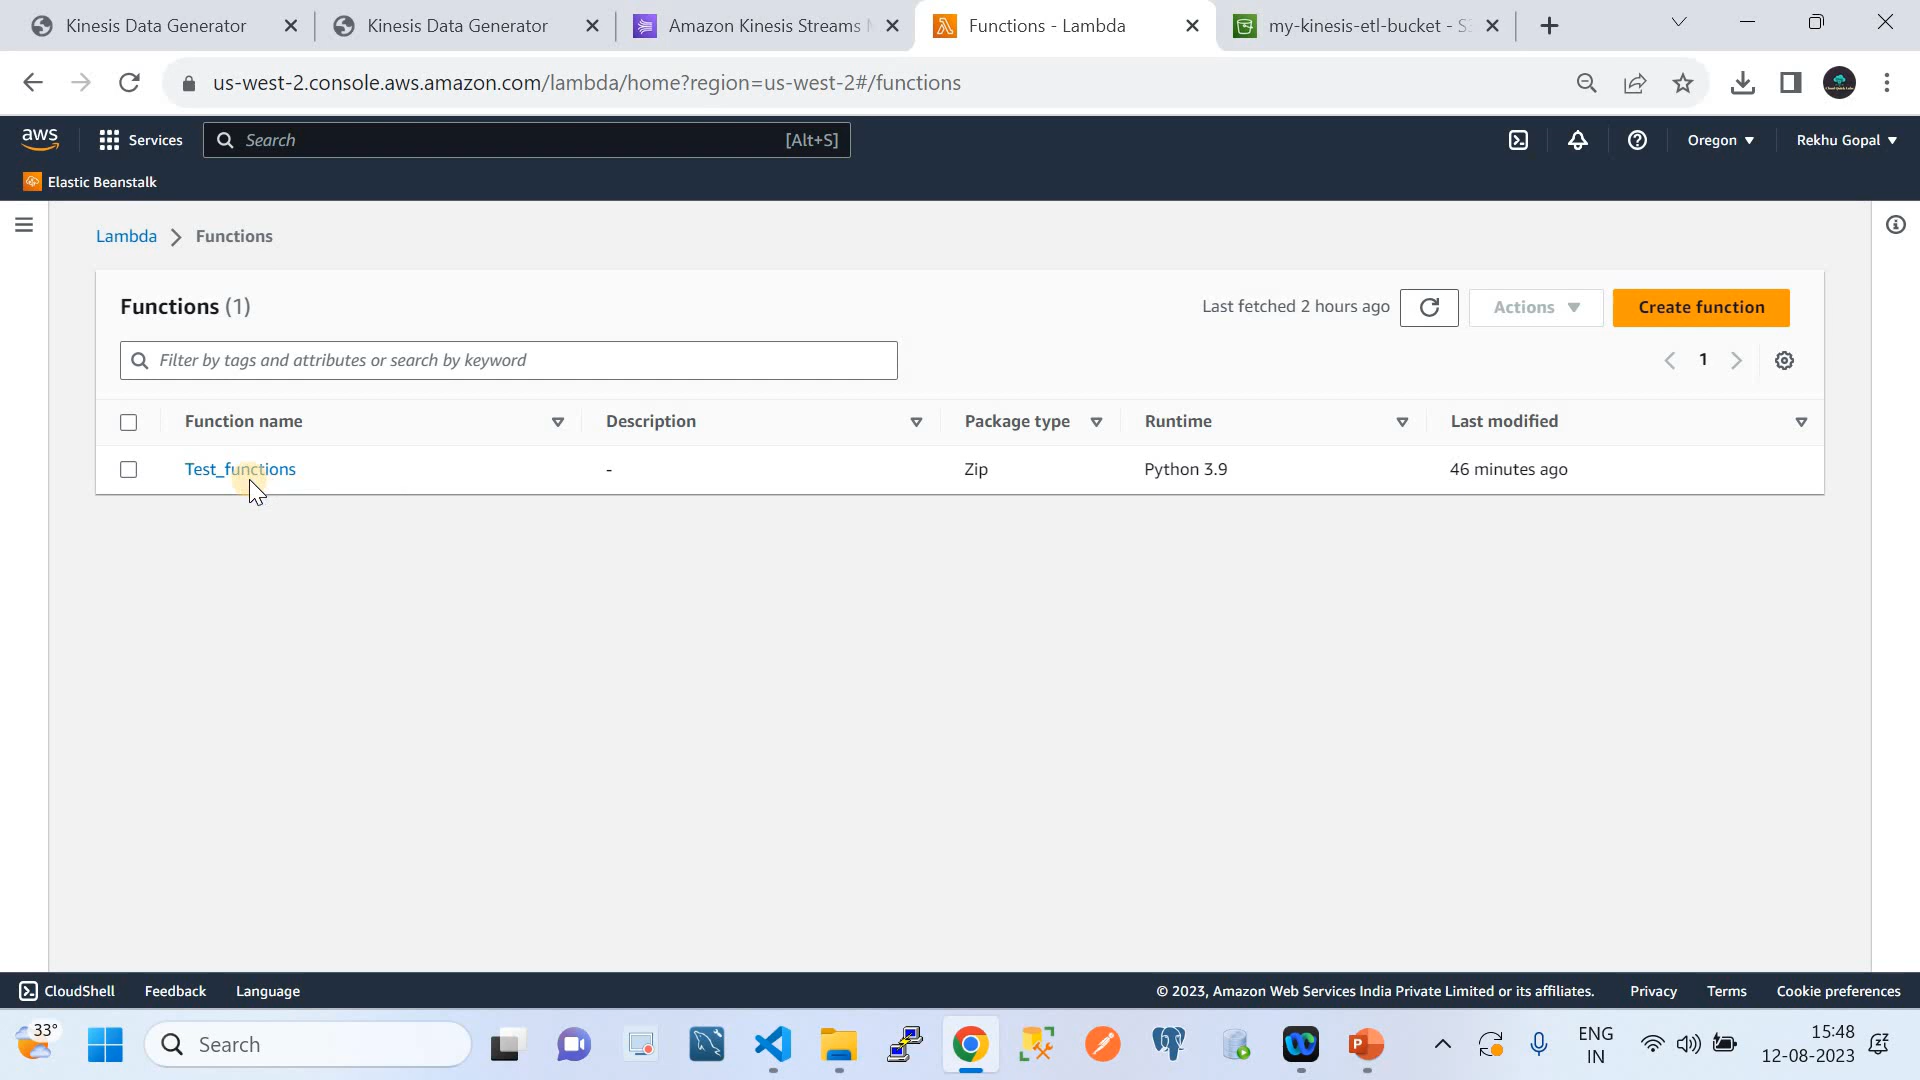 Kinesis Data Generator
Kinesis Data Generator
Amazon Kinesis Streams
Functions - Lambda
my-kinesis-etl-bucket - S
us-west-2.console.aws.amazon.com/lambda/home?region=us-west-2#/functions
aws
Services
Search
[Alt+S]
Oregon
Rekhu Gopal
Elastic Beanstalk
Lambda
Functions
Functions (1)
Last fetched 2 hours ago
Actions
Create function
Filter by tags and attributes or search by keyword
1
Function name
Description
Package type
Runtime
Last modified
Test_functions
-
Zip
Python 3.9
46 minutes ago
CloudShell
Feedback
Language
© 2023, Amazon Web Services India Private Limited or its affiliates.
Privacy
Terms
Cookie preferences
33°
Search
ENG
IN
15:48
12-08-2023